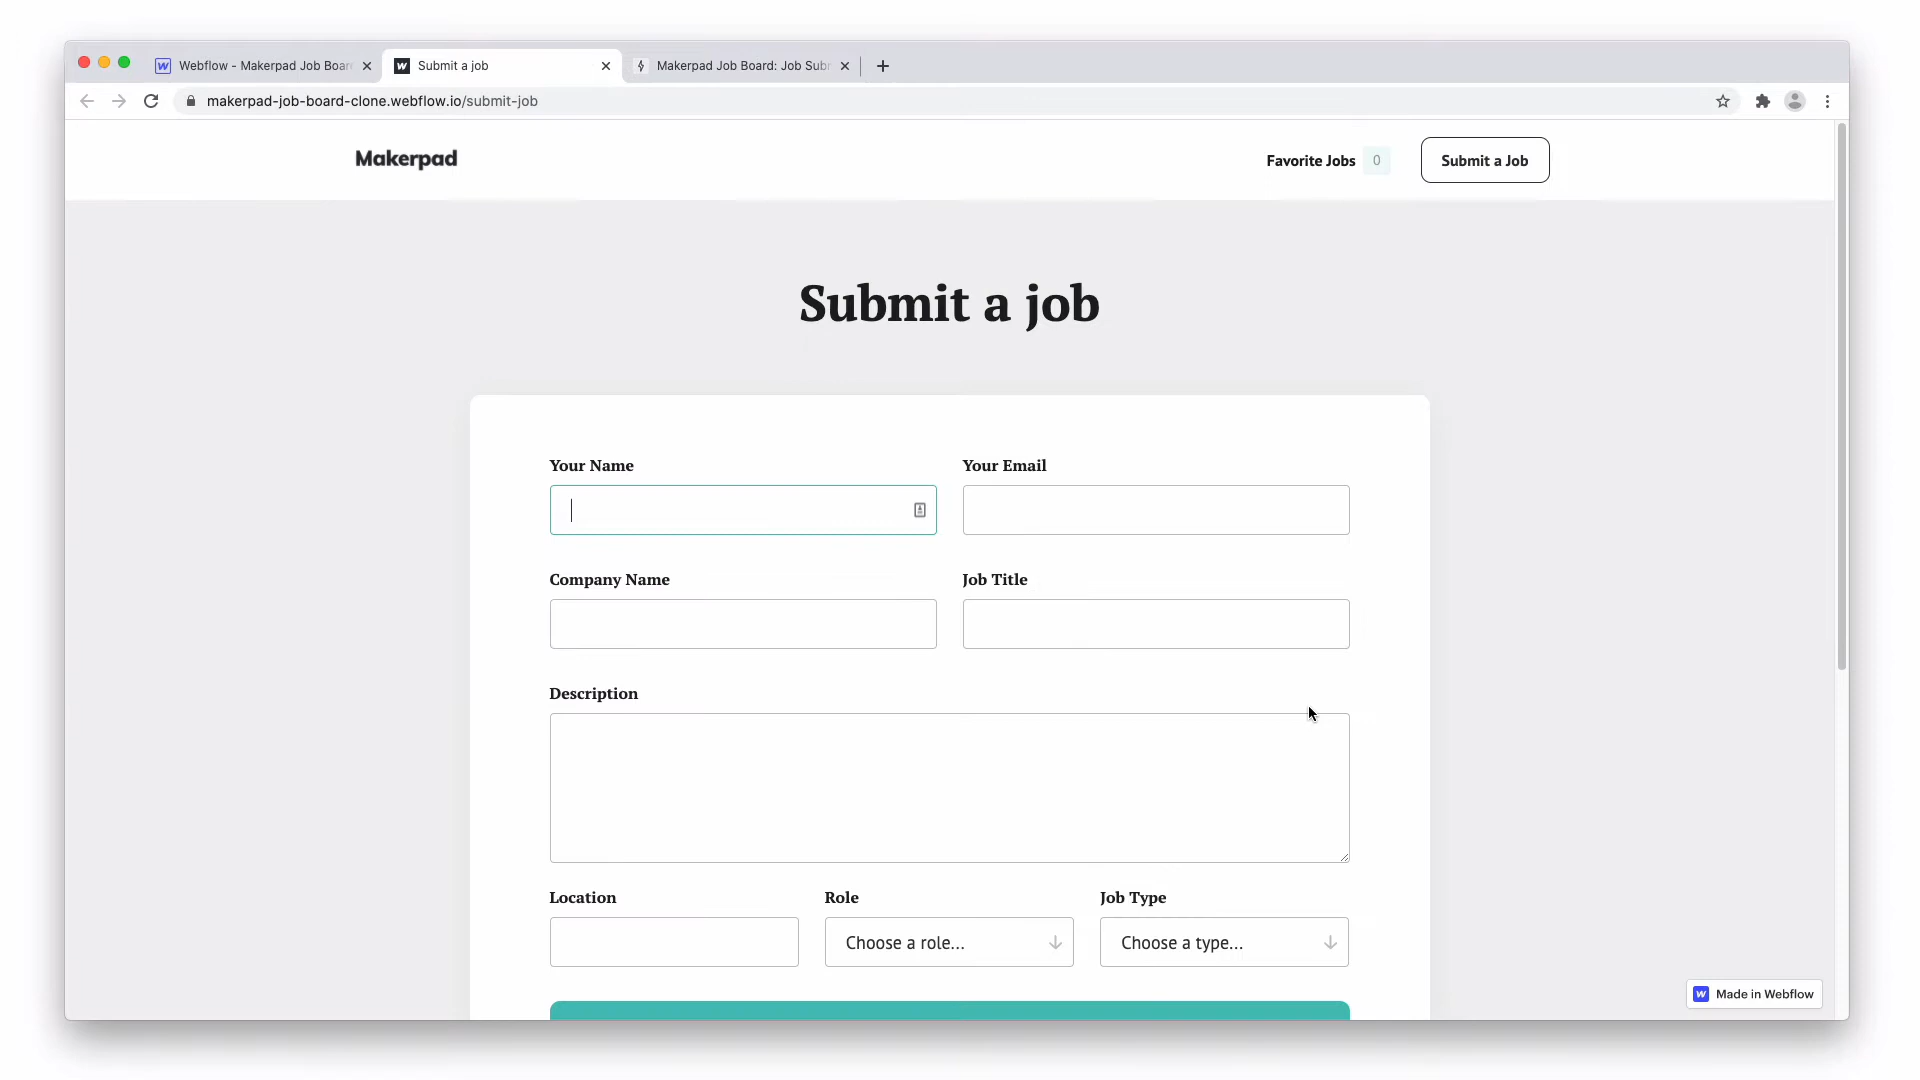 Webflow - Makerpad Job Boar
Submit a job
Makerpad Job Board: Job Subr
makerpad-job-board-clone.webflow.io/submit-job
Makerpad
Favorite Jobs 0
Submit a Job
Submit a job
Your Name
Your Email
Company Name
Job Title
Description
Location
Role
Job Type
Choose a role...
Choose a type...
Made in Webflow